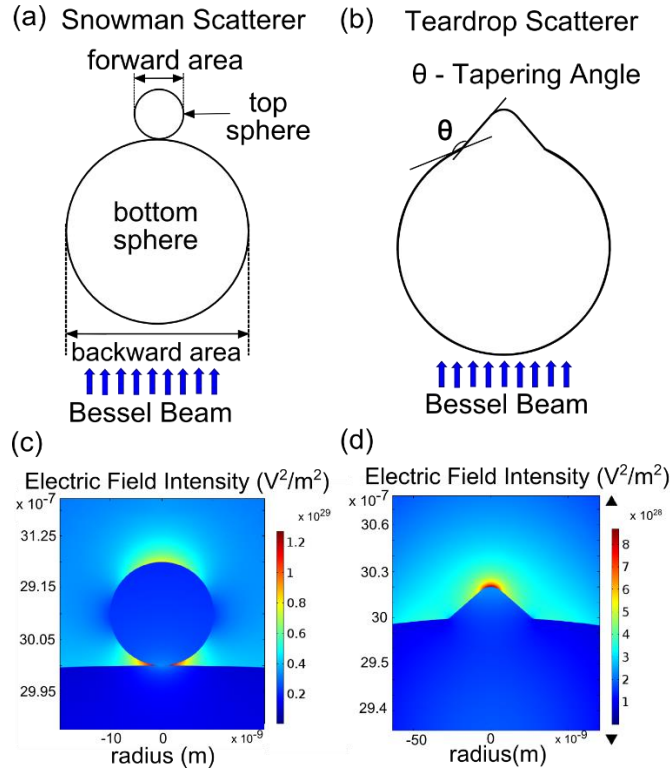 (a) Snowman Scatterer
forward area
top
sphere
bottom
sphere
backward area
Bessel Beam
(b) Teardrop Scatterer
θ - Tapering Angle
θ
Bessel Beam
(c)
Electric Field Intensity (V²/m²)
x 10⁻⁷
31.25
29.15
30.05
29.95
-10 0 x 10⁻⁹
radius (m)
x 10²⁹
1.2
1
0.8
0.6
0.4
0.2
(d)
Electric Field Intensity (V²/m²)
x 10⁻⁷
30.6
30.3
30
29.5
29.4
-50 0 x 10⁻⁹
radius(m)
x 10²⁸
8
7
6
5
4
3
2
1